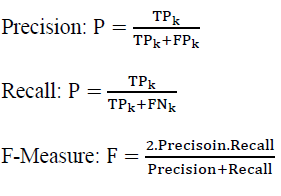 Precision: P = TPₖ / TPₖ+FPₖ
Recall: P = TPₖ / TPₖ+FNₖ
F-Measure: F = 2.Precisoin.Recall / Precision+Recall